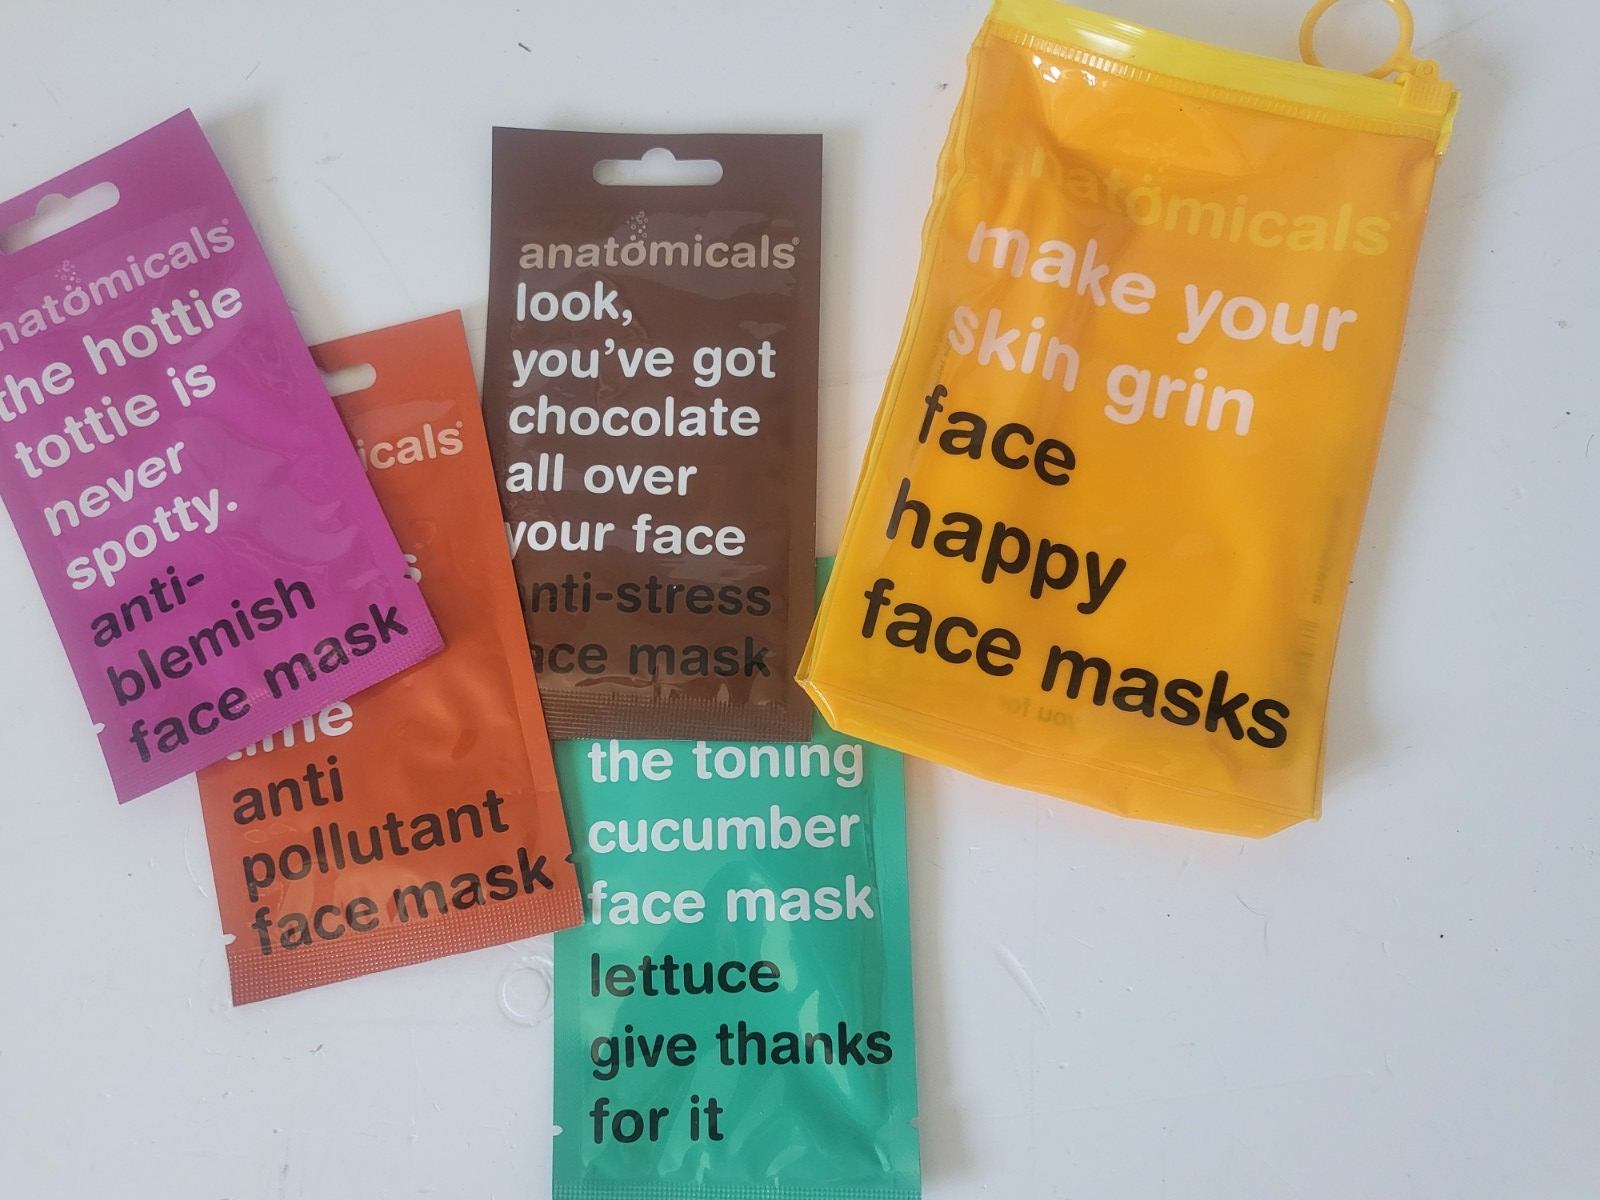 anatomicals
the hottie
tottie is
never
spotty.
anti-
blemish
face mask
anti
pollutant
face mask
anatomicals
look,
you've got
chocolate
all over
your face
anti-stress
face mask
the toning
cucumber
face mask
lettuce
give thanks
for it
anatomicals
make your
skin grin
face
happy
face masks